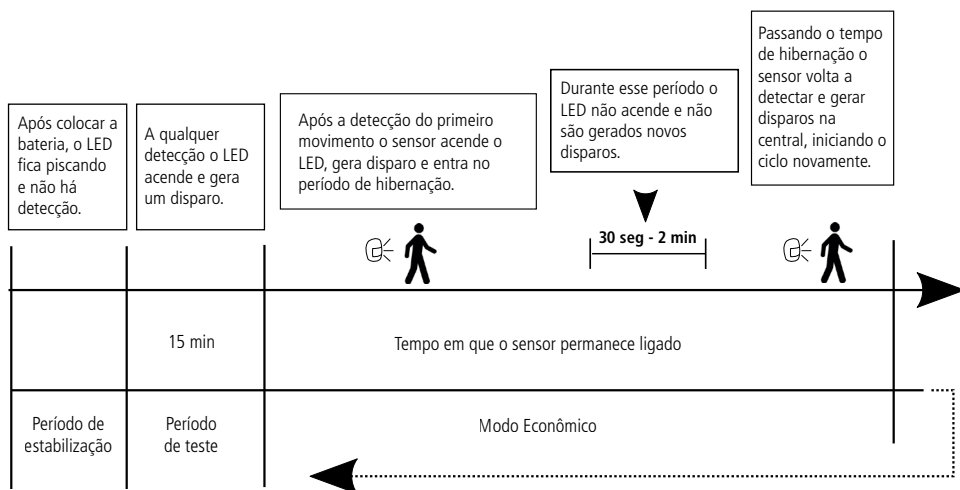 Após colocar a
bateria, o LED
fica piscando
e não há
detecção.
A qualquer
detecção o LED
acende e gera
um disparo.
Após a detecção do primeiro
movimento o sensor acende o
LED, gera disparo e entra no
período de hibernação.
Durante esse período o
LED não acende e não
são gerados novos
disparos.
Passando o tempo
de hibernação o
sensor volta a
detectar e gerar
disparos na
central, iniciando o
ciclo novamente.
30 seg - 2 min
15 min
Tempo em que o sensor permanece ligado
Período de
estabilização
Período
de teste
Modo Econômico